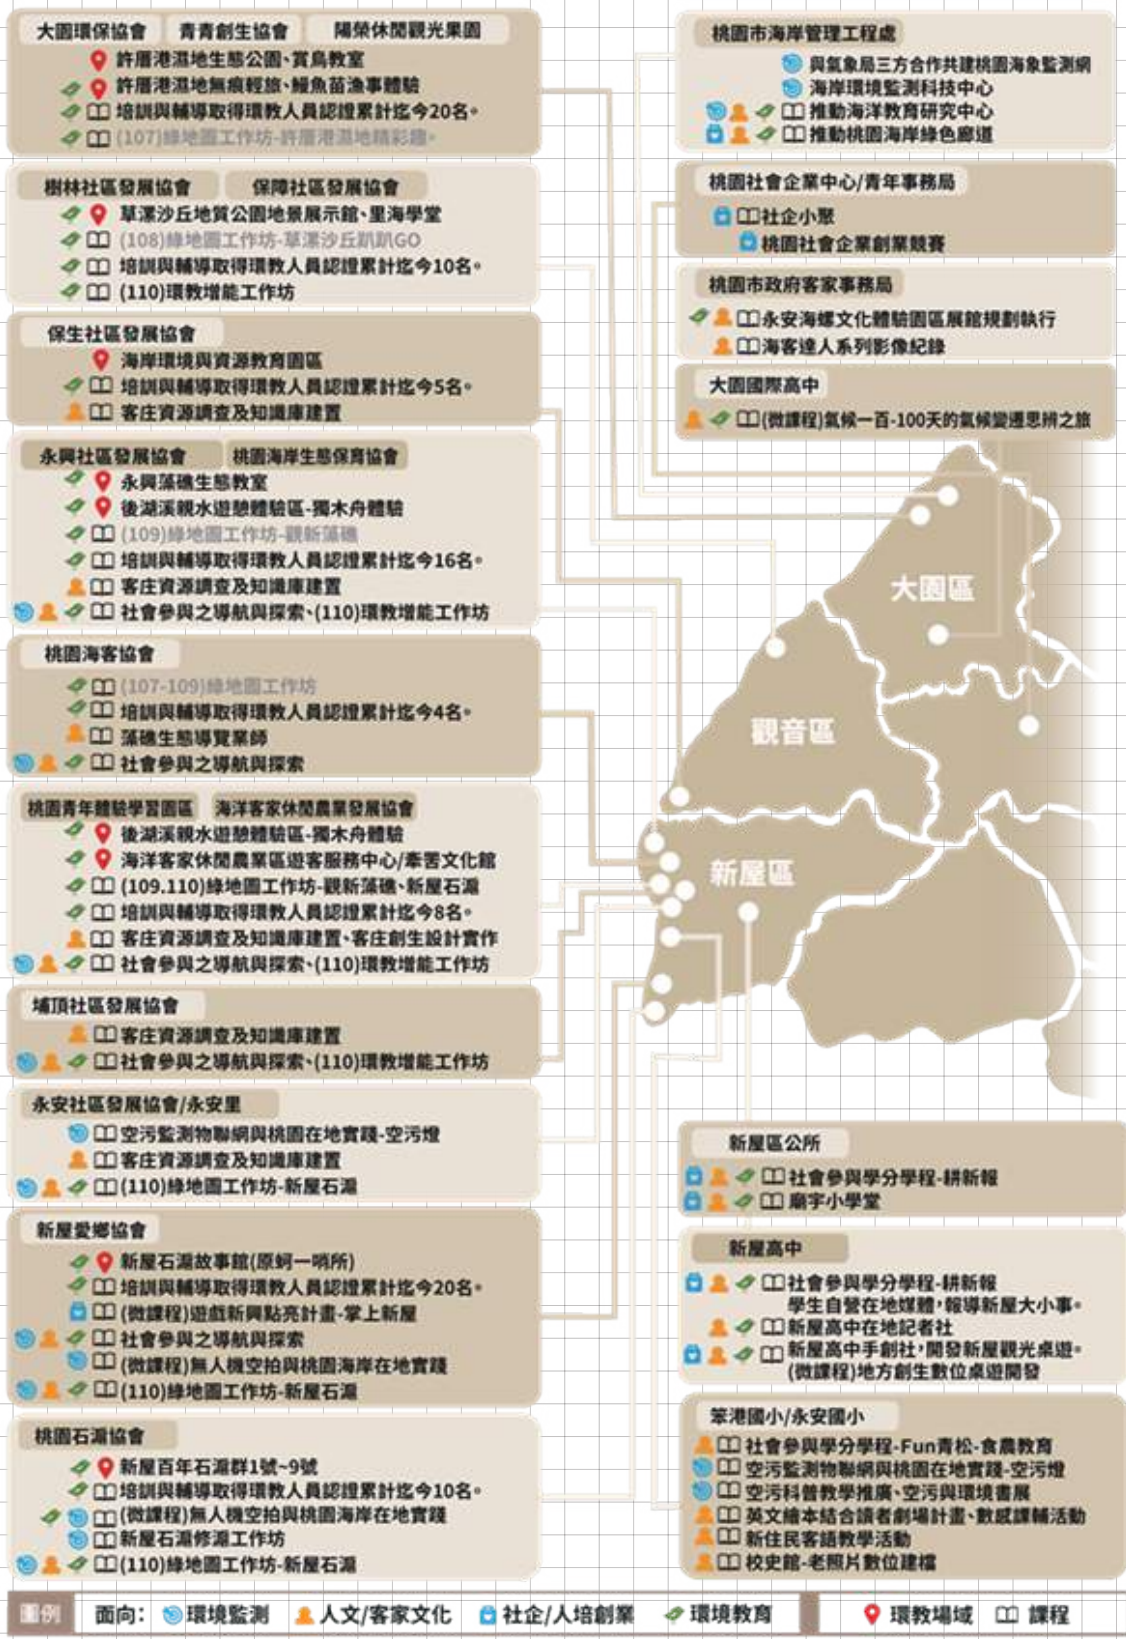 大園環保協會 青青創生協會 陽榮休閒觀光果園
許厝港濕地生態公園、賞鳥教室
許厝港濕地無痕輕旅、鰻魚苗漁事體驗
培訓與輔導取得環教人員認證累計迄今20名。
(107)綠地圖工作坊-許厝港濕地精彩趣。
樹林社區發展協會 保障社區發展協會
草漯沙丘地質公園地景展示館、里海學堂
(108)綠地圖工作坊-草漯沙丘趴趴GO
培訓與輔導取得環教人員認證累計迄今10名。
(110)環教增能工作坊
保生社區發展協會
海岸環境與資源教育園區
培訓與輔導取得環教人員認證累計迄今5名。
客庄資源調查及知識庫建置
永興社區發展協會 桃園海岸生態保育協會
永興藻礁生態教室
後湖溪親水遊憩體驗區-獨木舟體驗
(109)綠地圖工作坊-觀新藻礁
培訓與輔導取得環教人員認證累計迄今16名。
客庄資源調查及知識庫建置
社會參與之導航與探索、(110)環教增能工作坊
桃園海客協會
(107-109)綠地圖工作坊
培訓與輔導取得環教人員認證累計迄今4名。
藻礁生態導覽業師
社會參與之導航與探索
桃園青年體驗學習園區 海洋客家休閒農業發展協會
後湖溪親水遊憩體驗區-獨木舟體驗
海洋客家休閒農業區遊客服務中心/牽罟文化館
(109.110)綠地圖工作坊-觀新藻礁、新屋石滬
培訓與輔導取得環教人員認證累計迄今8名。
客庄資源調查及知識庫建置、客庄創生設計實作
社會參與之導航與探索、(110)環教增能工作坊
埔頂社區發展協會
客庄資源調查及知識庫建置
社會參與之導航與探索、(110)環教增能工作坊
永安社區發展協會/永安里
空污監測物聯網與桃園在地實踐-空污燈
客庄資源調查及知識庫建置
(110)綠地圖工作坊-新屋石滬
新屋愛鄉協會
新屋石滬故事館(原蚵一哨所)
培訓與輔導取得環教人員認證累計迄今20名。
(微課程)遊戲新興點亮計畫-掌上新屋
社會參與之導航與探索
(微課程)無人機空拍與桃園海岸在地實踐
(110)綠地圖工作坊-新屋石滬
桃園石滬協會
新屋百年石滬群1號~9號
培訓與輔導取得環教人員認證累計迄今10名。
(微課程)無人機空拍與桃園海岸在地實踐
新屋石滬修滬工作坊
(110)綠地圖工作坊-新屋石滬
桃園市海岸管理工程處
與氣象局三方合作共建桃園海象監測網
海岸環境監測科技中心
推動海洋教育研究中心
推動桃園海岸綠色廊道
桃園社會企業中心/青年事務局
社企小聚
桃園社會企業創業競賽
桃園市政府客家事務局
永安海螺文化體驗園區展館規劃執行
海客達人系列影像紀錄
大園國際高中
(微課程)氣候一百-100天的氣候變遷思辨之旅
大園區
觀音區
新屋區
新屋區公所
社會參與學分學程-耕新報
廟宇小學堂
新屋高中
社會參與學分學程-耕新報
學生自營在地媒體，報導新屋大小事。
新屋高中在地記者社
新屋高中手創社，開發新屋觀光桌遊。
(微課程)地方創生數位桌遊開發
笨港國小/永安國小
社會參與學分學程-Fun青松-食農教育
空污監測物聯網與桃園在地實踐-空污燈
空污科普教學推廣、空污與環境書展
英文繪本結合讀者劇場計畫、數感課輔活動
新住民客語教學活動
校史館-老照片數位建檔
圖例 面向： 環境監測 人文/客家文化 社企/人培創業 環境教育 環教場域 課程